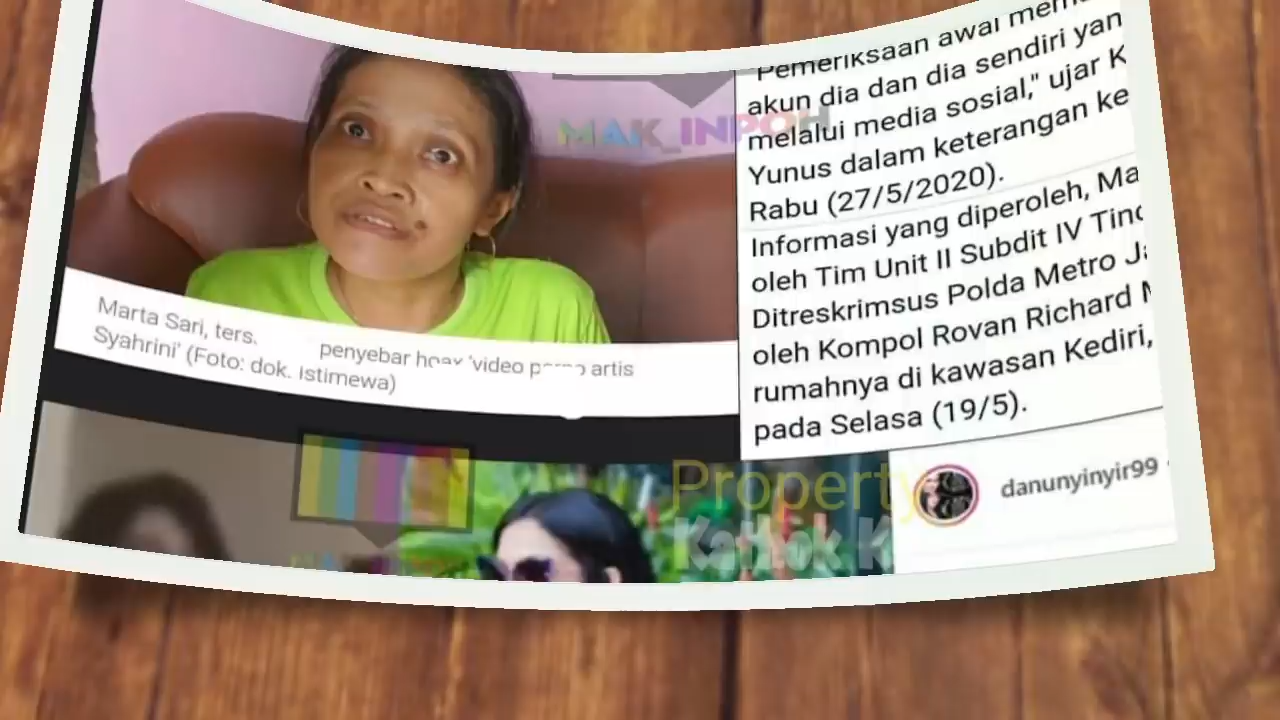 MAK_INPOH
"Pemeriksaan awal
akun dia dan dia sendiri yan
melalui media sosial," ujar K
Yunus dalam keterangan ke
Rabu (27/5/2020).
Informasi yang diperoleh, Ma
oleh Tim Unit II Subdit IV Tind
Ditreskrimsus Polda Metro Ja
oleh Kompol Rovan Richard M
rumahnya di kawasan Kediri,
pada Selasa (19/5).
Marta Sari, ters.
penyebar hoax 'video porno artis
Syahrini' (Foto: dok. istimewa)
Property
Kathok K
danunyinyir99